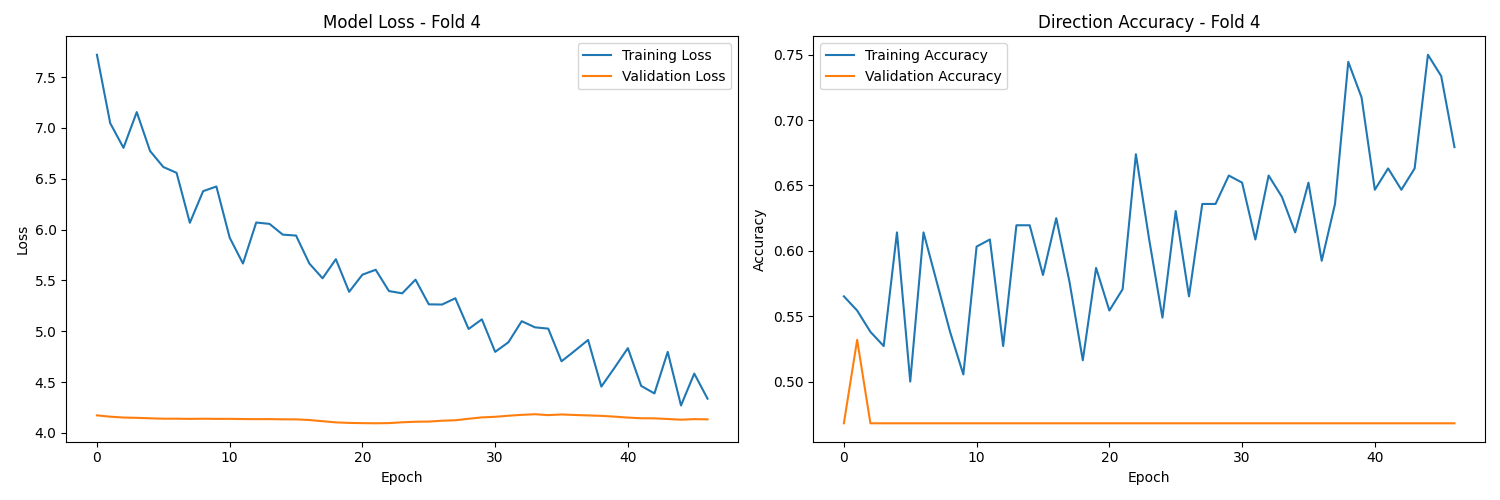 Model Loss - Fold 4
Training Loss
Validation Loss
7.5
7.0
6.5
6.0
5.5
5.0
4.5
4.0
Loss
0 10 20 30 40
Epoch
Direction Accuracy - Fold 4
Training Accuracy
Validation Accuracy
0.75
0.70
0.65
0.60
0.55
0.50
Accuracy
0 10 20 30 40
Epoch